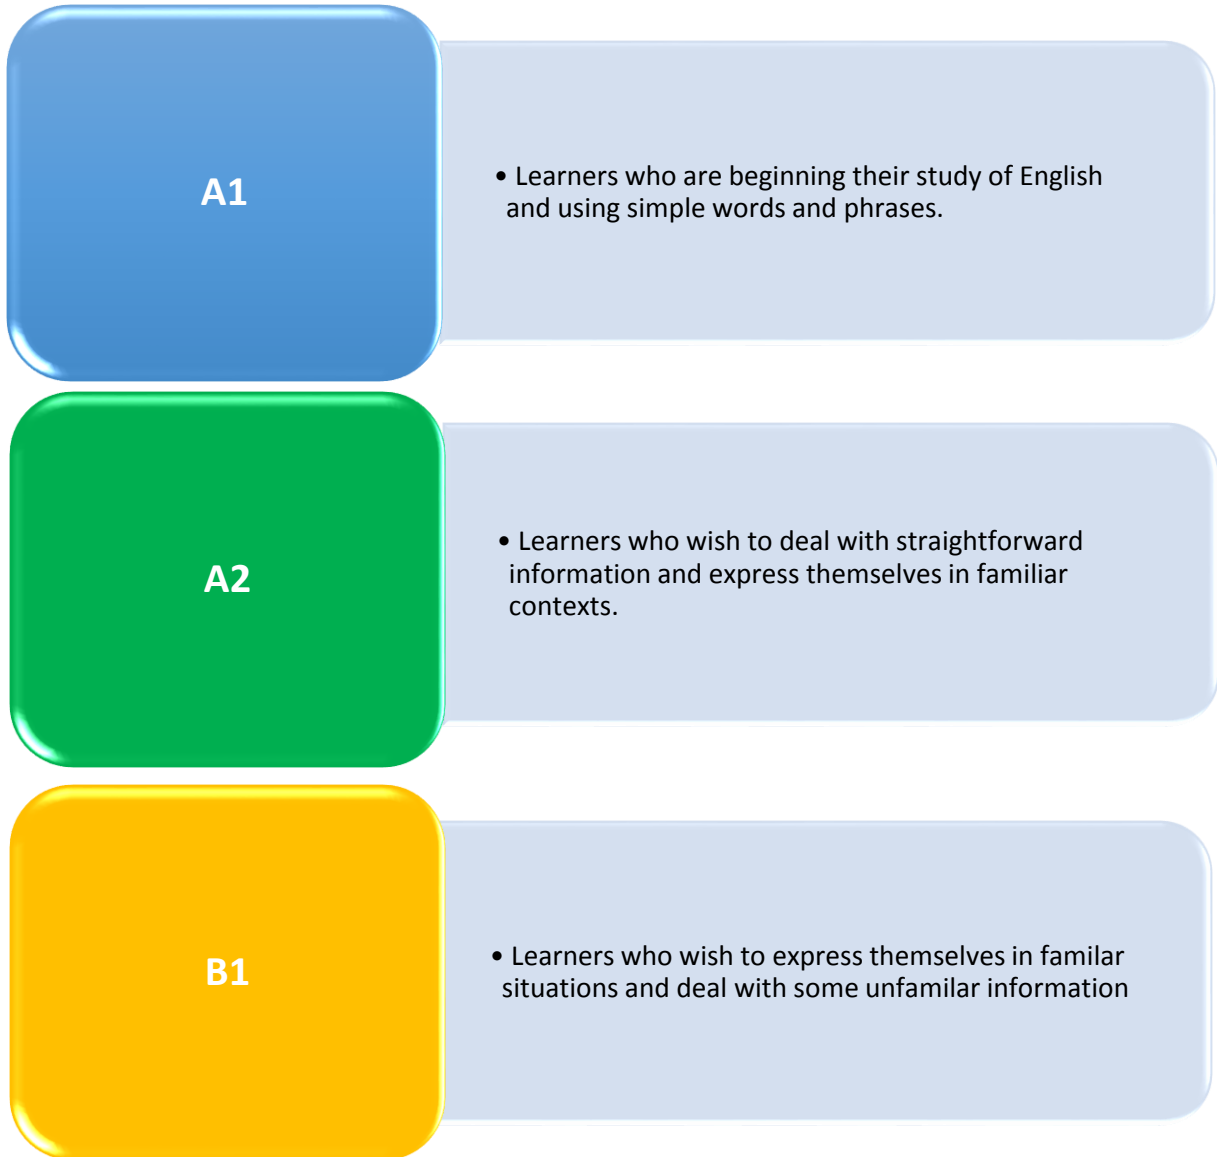 A1
• Learners who are beginning their study of English
and using simple words and phrases.
A2
• Learners who wish to deal with straightforward
information and express themselves in familiar
contexts.
B1
• Learners who wish to express themselves in familar
situations and deal with some unfamilar information